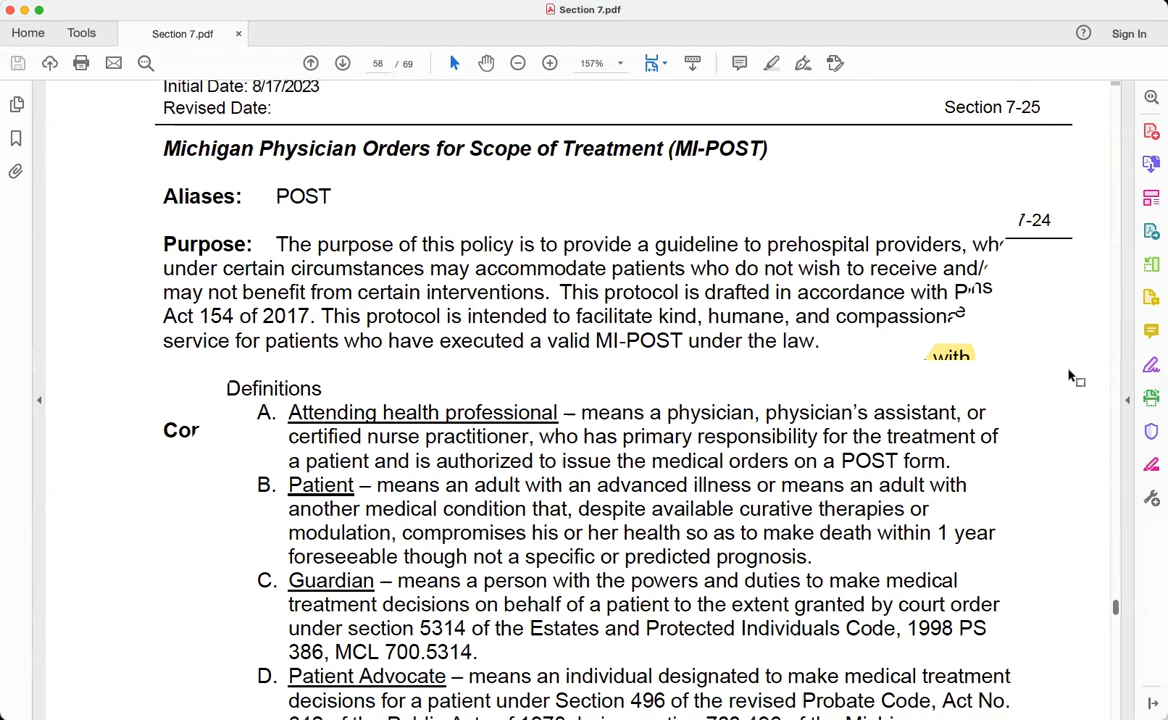 Section 7.pdf
Home Tools Section 7.pdf × Sign In
58 / 69 157%
Initial Date: 8/17/2023
Revised Date: Section 7-25
Michigan Physician Orders for Scope of Treatment (MI-POST)
Aliases: POST
7-24
Purpose: The purpose of this policy is to provide a guideline to prehospital providers,
under certain circumstances may accommodate patients who do not wish to receive and/
may not benefit from certain interventions. This protocol is drafted in accordance with
Act 154 of 2017. This protocol is intended to facilitate kind, humane, and
service for patients who have executed a valid MI-POST under the law.
with
Definitions
A. Attending health professional – means a physician, physician's assistant, or
Cor certified nurse practitioner, who has primary responsibility for the treatment of
a patient and is authorized to issue the medical orders on a POST form.
B. Patient – means an adult with an advanced illness or means an adult with
another medical condition that, despite available curative therapies or
modulation, compromises his or her health so as to make death within 1 year
foreseeable though not a specific or predicted prognosis.
C. Guardian – means a person with the powers and duties to make medical
treatment decisions on behalf of a patient to the extent granted by court order
under section 5314 of the Estates and Protected Individuals Code, 1998 PS
386, MCL 700.5314.
D. Patient Advocate – means an individual designated to make medical treatment
decisions for a patient under Section 496 of the revised Probate Code, Act No.